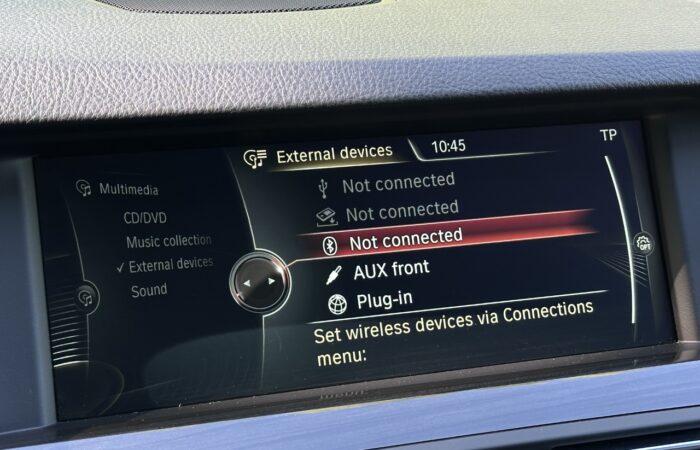 External devices
10:45
TP
Multimedia
CD/DVD
Music collection
✓ External devices
Sound
Not connected
Not connected
Not connected
AUX front
Plug-in
Set wireless devices via Connections
menu:
OPT